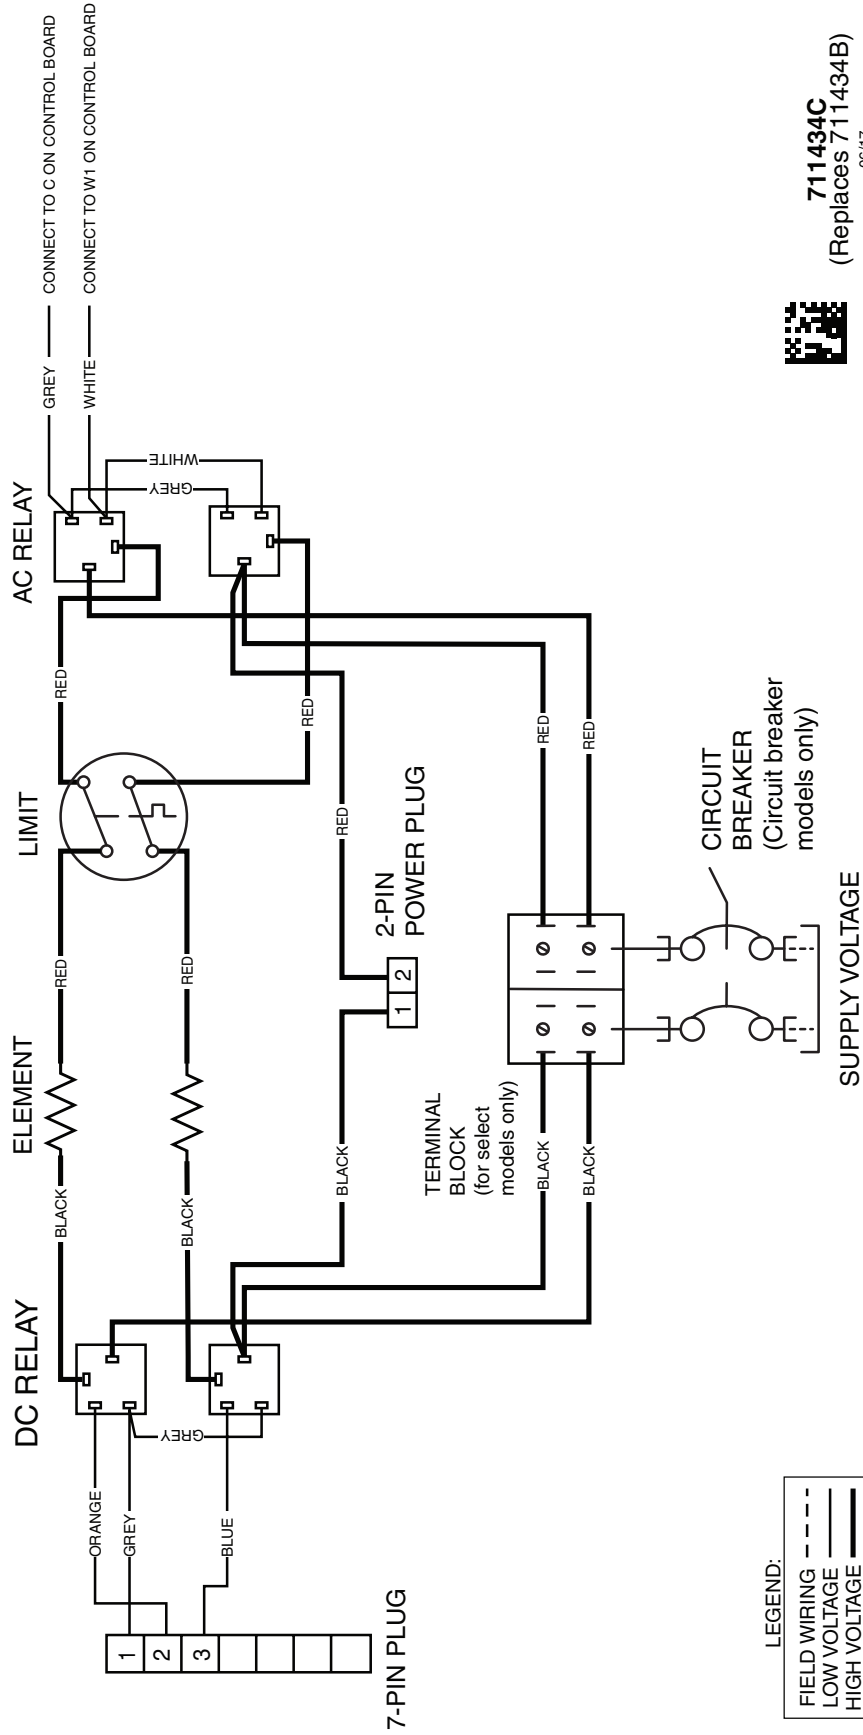 GREY
CONNECT TO C ON CONTROL BOARD
WHITE
CONNECT TO W1 ON CONTROL BOARD
AC RELAY
WHITE
GREY
RED
RED
LIMIT
RED
RED
ELEMENT
BLACK
BLACK
DC RELAY
ORANGE
GREY
GREY
BLUE
1
2
3
7-PIN PLUG
2-PIN
POWER PLUG
1
2
RED
BLACK
TERMINAL
BLOCK
(for select
models only)
BLACK
BLACK
RED
RED
CIRCUIT
BREAKER
(Circuit breaker
models only)
SUPPLY VOLTAGE
LEGEND:
FIELD WIRING
LOW VOLTAGE
HIGH VOLTAGE
711434C
(Replaces 711434B)